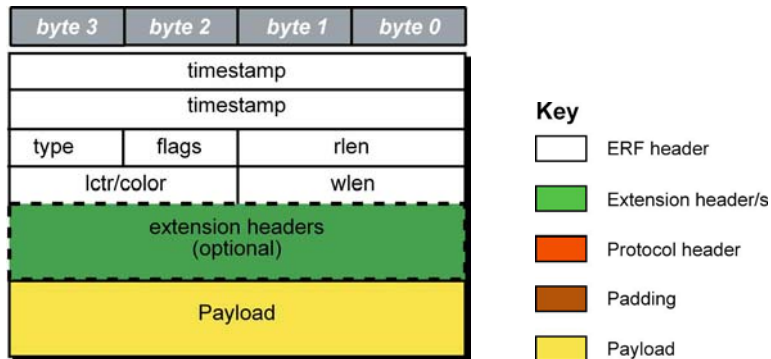 byte 3 byte 2 byte 1 byte 0
timestamp
timestamp
type flags rlen
lctr/color wlen
extension headers
(optional)
Payload
Key
ERF header
Extension header/s
Protocol header
Padding
Payload